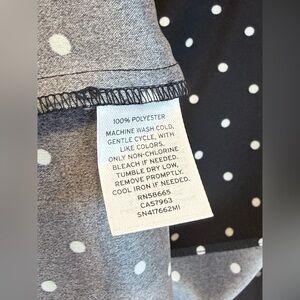 100% POLYESTER
MACHINE WASH COLD,
GENTLE CYCLE, WITH
LIKE COLORS.
ONLY NON-CHLORINE
BLEACH IF NEEDED.
TUMBLE DRY LOW,
REMOVE PROMPTLY.
COOL IRON IF NEEDED.
RN58665
CA57963
SN417662MI